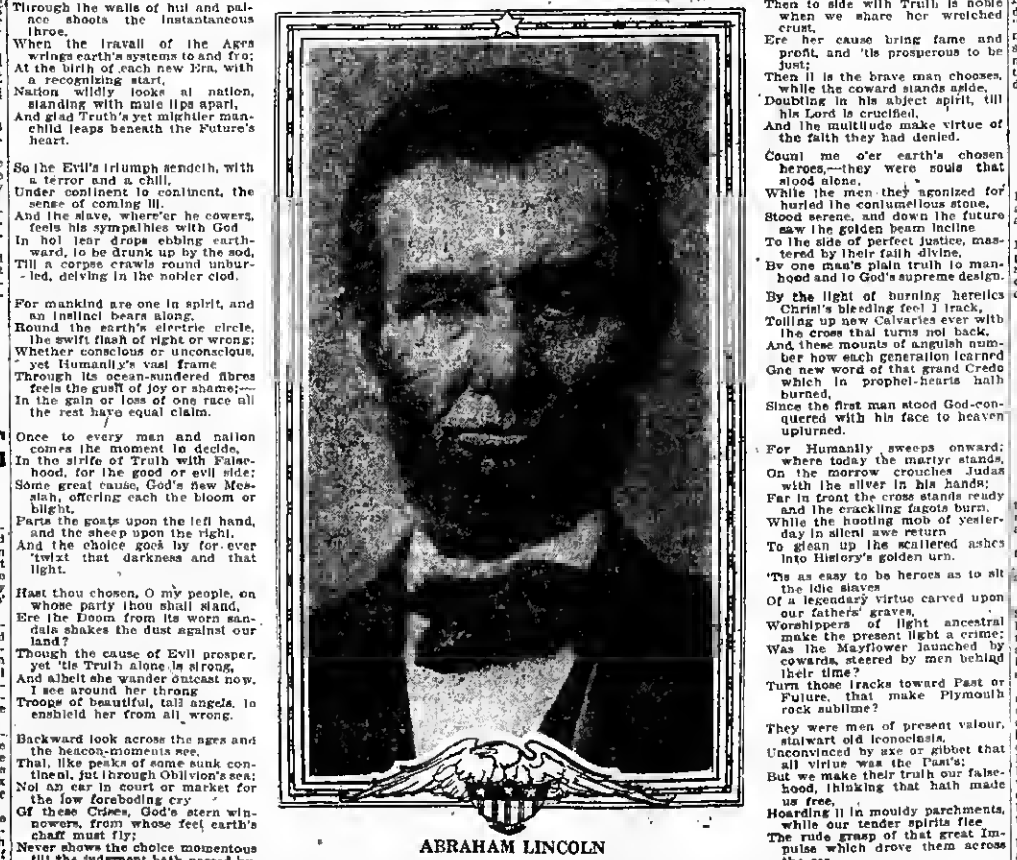 Through the walls of hut and pal-
ace shoots the instantaneous
throe,
When the travail of the Ages
wrings earth's systems to and fro;
At the birth of each new Era, with
a recognizing start,
Nation wildly looks at nation,
standing with mute lips apart,
And glad Truth's yet mightier man-
child leaps beneath the Future's
heart.
So the Evil's triumph sendeth, with
a terror and a chill,
Under continent to continent, the
sense of coming ill,
And the slave, where'er he cowers,
feels his sympathies with God
In hot tear drops ebbing earth-
ward, to be drunk up by the sod,
Till a corpse crawls round unbur-
ied, delving in the nobler clod.
For mankind are one in spirit, and
an instinct bears along,
Round the earth's electric circle,
the swift flash of right or wrong;
Whether conscious or unconscious,
yet Humanity's vast frame
Through its ocean-sundered fibres
feels the gush of joy or shame;—
In the gain or loss of one race all
the rest have equal claim.
Once to every man and nation
comes the moment to decide,
In the strife of Truth with False-
hood, for the good or evil side;
Some great cause, God's new Mes-
siah, offering each the bloom or
blight,
Parts the goats upon the left hand,
and the sheep upon the right,
And the choice goes by for ever
'twixt that darkness and that
light.
Hast thou chosen, O my people, on
whose party thou shall stand,
Ere the Doom from its worn san-
dals shakes the dust against our
land?
Though the cause of Evil prosper,
yet 'tis Truth alone is strong,
And albeit she wander outcast now,
I see around her throng
Troops of beautiful, tall angels, to
enshield her from all wrong.
Backward look across the ages and
the beacon-moments see,
That, like peaks of some sunk con-
tinent, jut through Oblivion's sea;
Not an ear in court or market for
the low foreboding cry
Of these Crises, God's stern win-
nowers, from whose feet earth's
chaff must fly;
Never shows the choice momentous
till the judgment hath passed by
ABRAHAM LINCOLN
Then to side with Truth is noble
when we share her wretched
crust,
Ere her cause bring fame and
profit, and 'tis prosperous to be
just;
Then it is the brave man chooses,
while the coward stands aside,
Doubting in his abject spirit, till
his Lord is crucified,
And the multitude make virtue of
the faith they had denied.
Count me o'er earth's chosen
heroes,—they were souls that
stood alone,
While the men they agonized for
hurled the contumelious stone,
Stood serene, and down the future
saw the golden beam incline
To the side of perfect justice, mas-
tered by their faith divine,
By one man's plain truth to man-
hood and to God's supreme design.
By the light of burning heretics
Christ's bleeding feet I track,
Toiling up new Calvaries ever with
the cross that turns not back,
And these mounts of anguish num-
ber how each generation learned
One new word of that grand Credo
which in prophet-hearts hath
burned,
Since the first man stood God-con-
quered with his face to heaven
upturned.
For Humanity sweeps onward;
where today the martyr stands,
On the morrow crouches Judas
with the silver in his hands;
Far in front the cross stands ready
and the crackling fagots burn,
While the hooting mob of yester-
day in silent awe return
To glean up the scattered ashes
into History's golden urn.
'Tis as easy to be heroes as to sit
the idle slaves
Of a legendary virtue carved upon
our fathers' graves,
Worshippers of light ancestral
make the present light a crime;
Was the Mayflower launched by
cowards, steered by men behind
their time?
Turn those tracks toward Past or
Future, that make Plymouth
rock sublime?
They were men of present valour,
stalwart old iconoclasts,
Unconvinced by axe or gibbet that
all virtue was the Past's;
But we make their truth our false-
hood, thinking that hath made
us free,
Hoarding it in mouldy parchments,
while our tender spirits flee
The rude grasp of that great Im-
pulse which drove them across